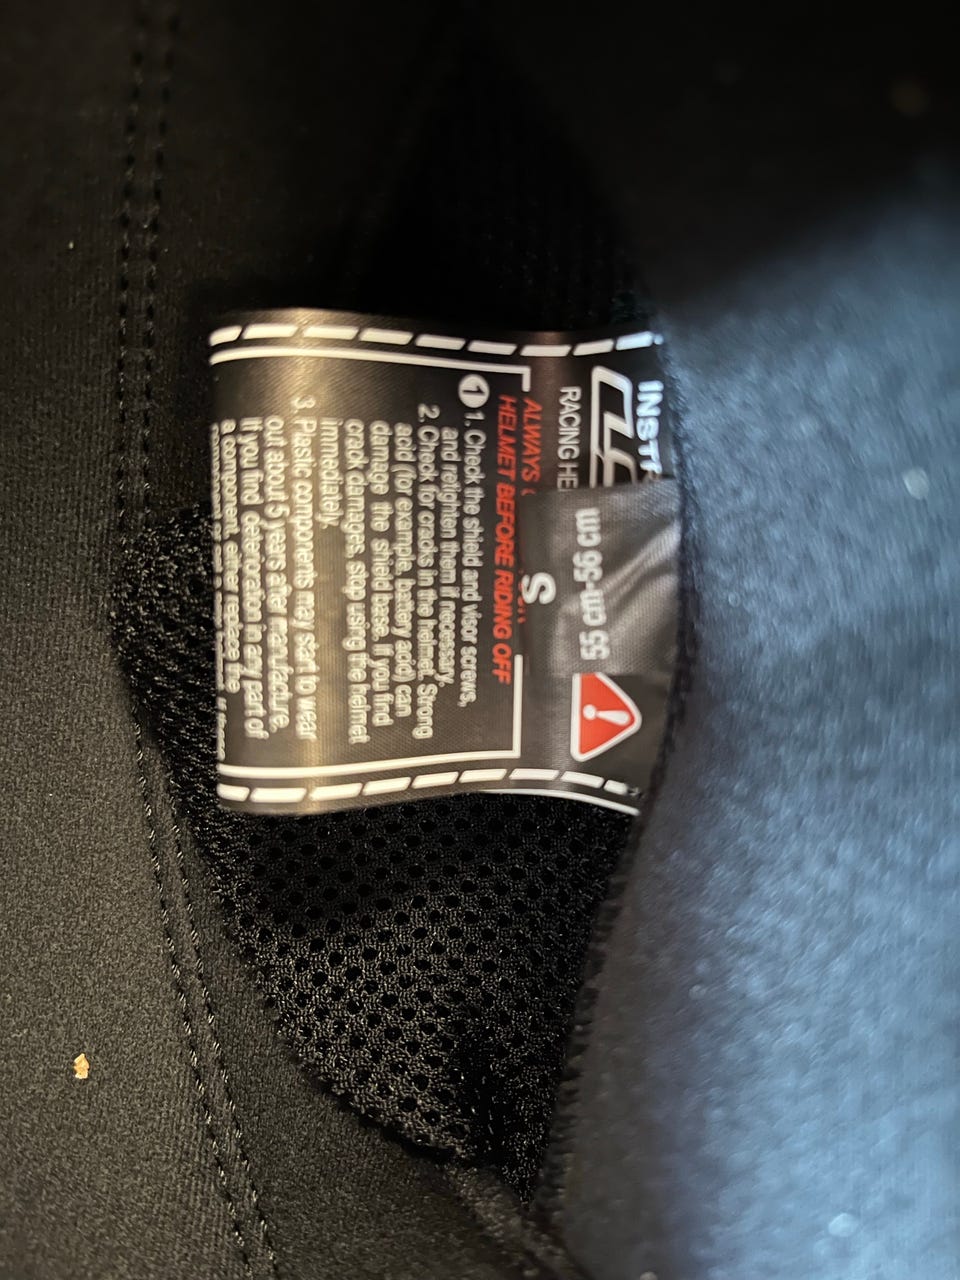 RACING HE
55 cm-56 cm
S
ALWAYS
HELMET BEFORE RIDING OFF
1 1. Check the shield and visor screws,
and retighten them if necessary.
2. Check for cracks in the helmet. Strong
acid (for example, battery acid) can
damage the shield base. If you find
crack damages, stop using the helmet
immediately.
3. Plastic components may start to wear
out about 5 years after manufacture.
If you find deterioration in any part of
a component, either replace the